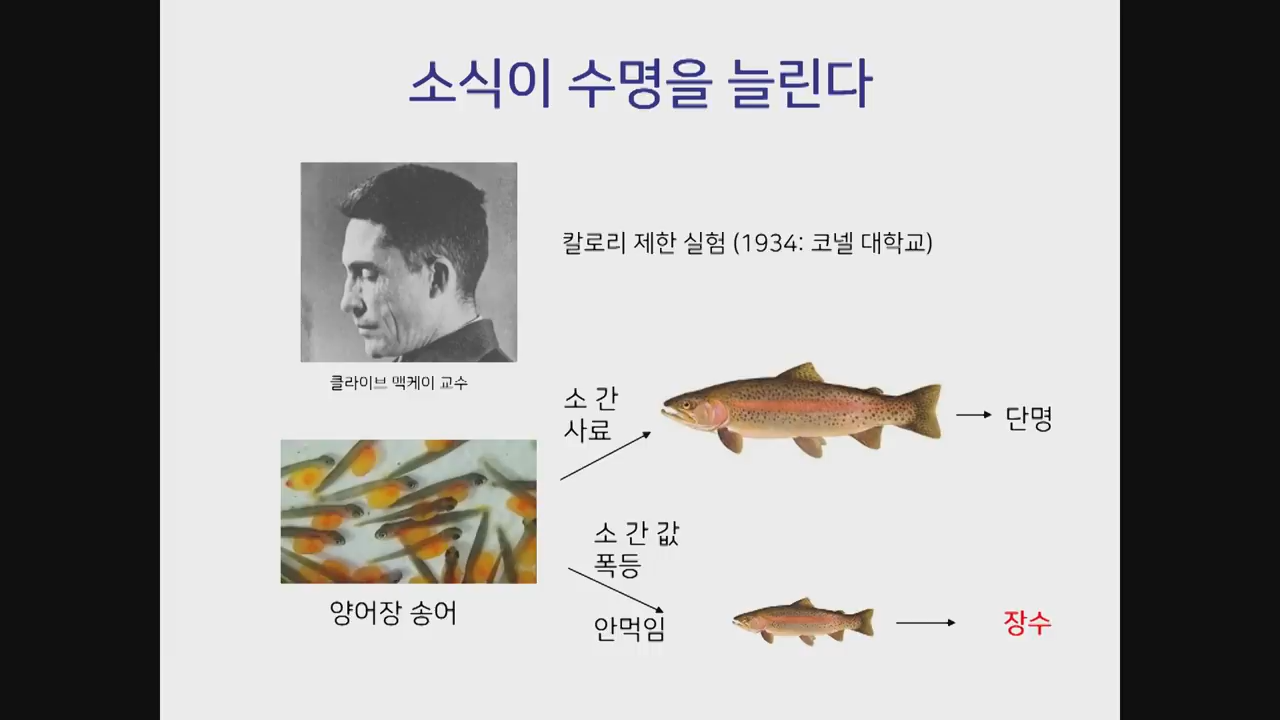 소식이 수명을 늘린다
칼로리 제한 실험 (1934: 코넬 대학교)
클라이브 맥케이 교수
소 간
사료
단명
소 간 값
폭등
안먹임
양어장 송어
장수